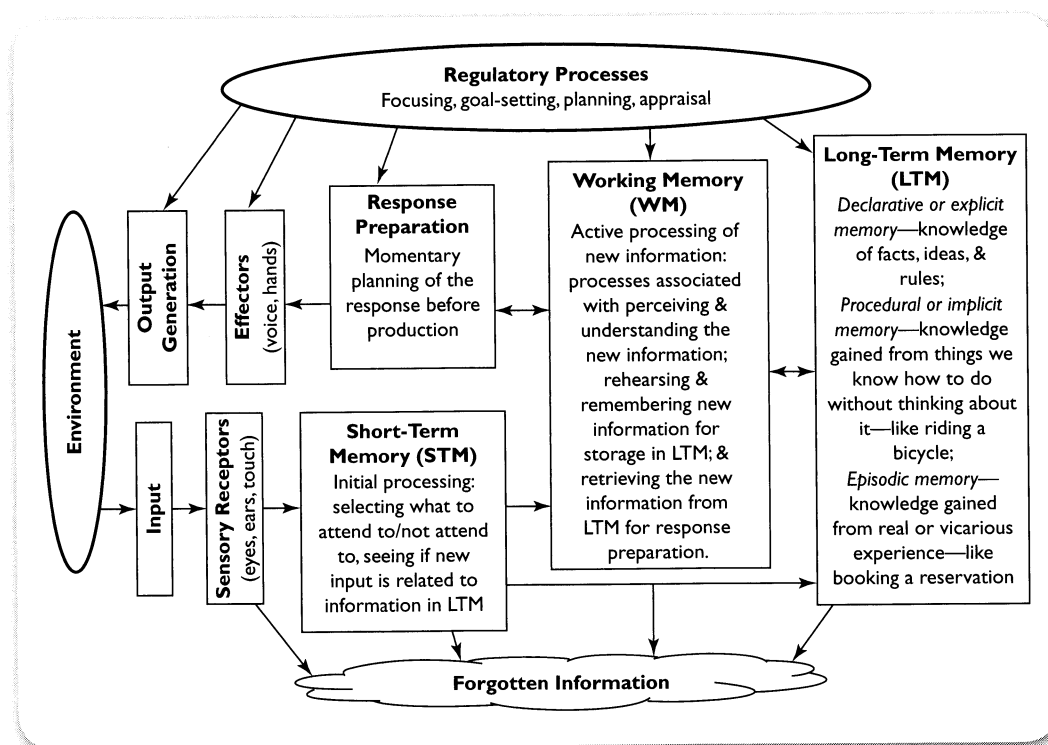 Regulatory Processes
Focusing, goal-setting, planning, appraisal
Environment
Output
Generation
Effectors
(voice, hands)
Response
Preparation
Momentary
planning of the
response before
production
Working Memory
(WM)
Active processing of
new information:
processes associated
with perceiving &
understanding the
new information;
rehearsing &
remembering new
information for
storage in LTM; &
retrieving the new
information from
LTM for response
preparation.
Long-Term Memory
(LTM)
Declarative or explicit
memory—knowledge
of facts, ideas, &
rules;
Procedural or implicit
memory—knowledge
gained from things we
know how to do
without thinking about
it—like riding a
bicycle;
Episodic memory—
knowledge gained
from real or vicarious
experience—like
booking a reservation
Input
Sensory Receptors
(eyes, ears, touch)
Short-Term
Memory (STM)
Initial processing:
selecting what to
attend to/not attend
to, seeing if new
input is related to
information in LTM
Forgotten Information